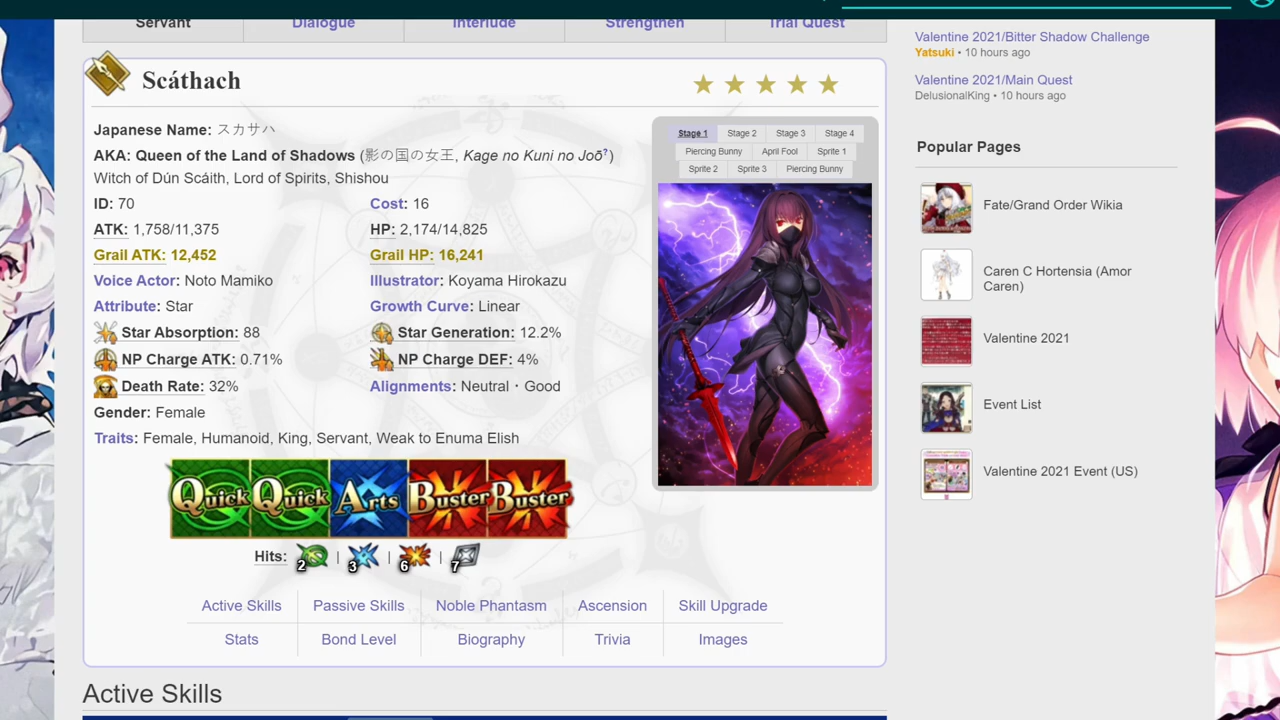 Servant
Dialogue
Interlude
Strengthen
Trial Quest
Scáthach
Japanese Name: スカサハ
AKA: Queen of the Land of Shadows (影の国の女王, Kage no Kuni no Joō?)
Witch of Dún Scáith, Lord of Spirits, Shishou
ID: 70
Cost: 16
ATK: 1,758/11,375
HP: 2,174/14,825
Grail ATK: 12,452
Grail HP: 16,241
Voice Actor: Noto Mamiko
Illustrator: Koyama Hirokazu
Attribute: Star
Growth Curve: Linear
Star Absorption: 88
Star Generation: 12.2%
NP Charge ATK: 0.71%
NP Charge DEF: 4%
Death Rate: 32%
Alignments: Neutral・Good
Gender: Female
Traits: Female, Humanoid, King, Servant, Weak to Enuma Elish
Quick Quick Arts Buster Buster
Hits: 2 | 3 | 6 | 7
Active Skills
Passive Skills
Noble Phantasm
Ascension
Skill Upgrade
Stats
Bond Level
Biography
Trivia
Images
Stage 1
Stage 2
Stage 3
Stage 4
Piercing Bunny
April Fool
Sprite 1
Sprite 2
Sprite 3
Piercing Bunny
Active Skills
Valentine 2021/Bitter Shadow Challenge
Yatsuki • 10 hours ago
Valentine 2021/Main Quest
DelusionalKing • 10 hours ago
Popular Pages
Fate/Grand Order Wikia
Caren C Hortensia (Amor
Caren)
Valentine 2021
Event List
Valentine 2021 Event (US)